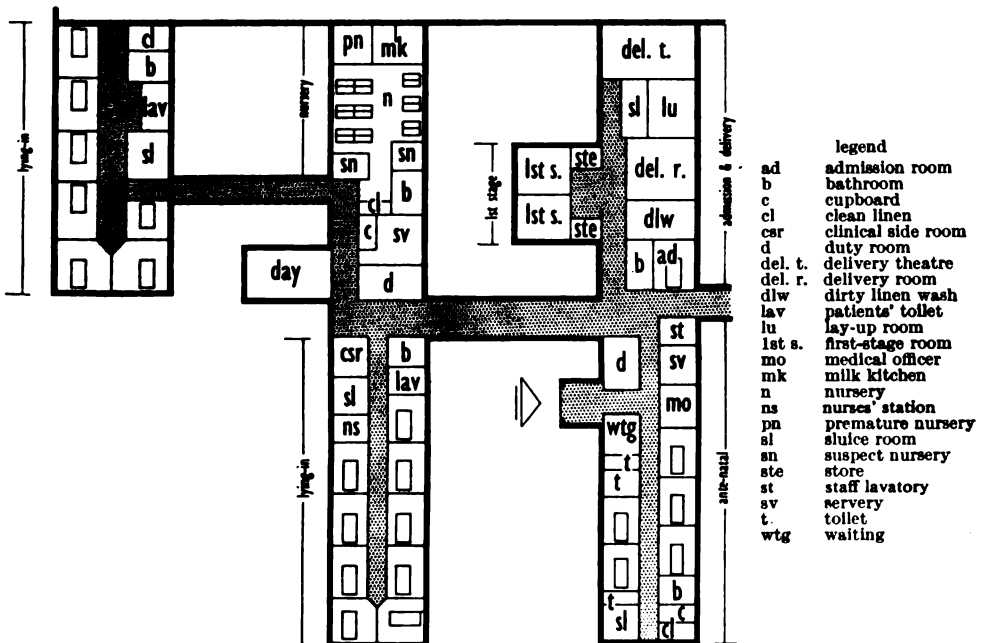 cl
b
lav
sl
lying-in
nursery
pn
mk
n
sn
sn
b
cl
c
sv
d
day
1st stage
1st s.
ste
1st s.
ste
del. t.
sl
lu
del. r.
dlw
b
ad
admission & delivery
csr
sl
ns
b
lav
lying-in
d
wtg
t
t
t
sl
st
sv
mo
b
c
cl
ante-natal
legend
ad admission room
b bathroom
c cupboard
cl clean linen
csr clinical side room
d duty room
del. t. delivery theatre
del. r. delivery room
dlw dirty linen wash
lav patients' toilet
lu lay-up room
1st s. first-stage room
mo medical officer
mk milk kitchen
n nursery
ns nurses' station
pn premature nursery
sl sluice room
sn suspect nursery
ste store
st staff lavatory
sv servery
t toilet
wtg waiting